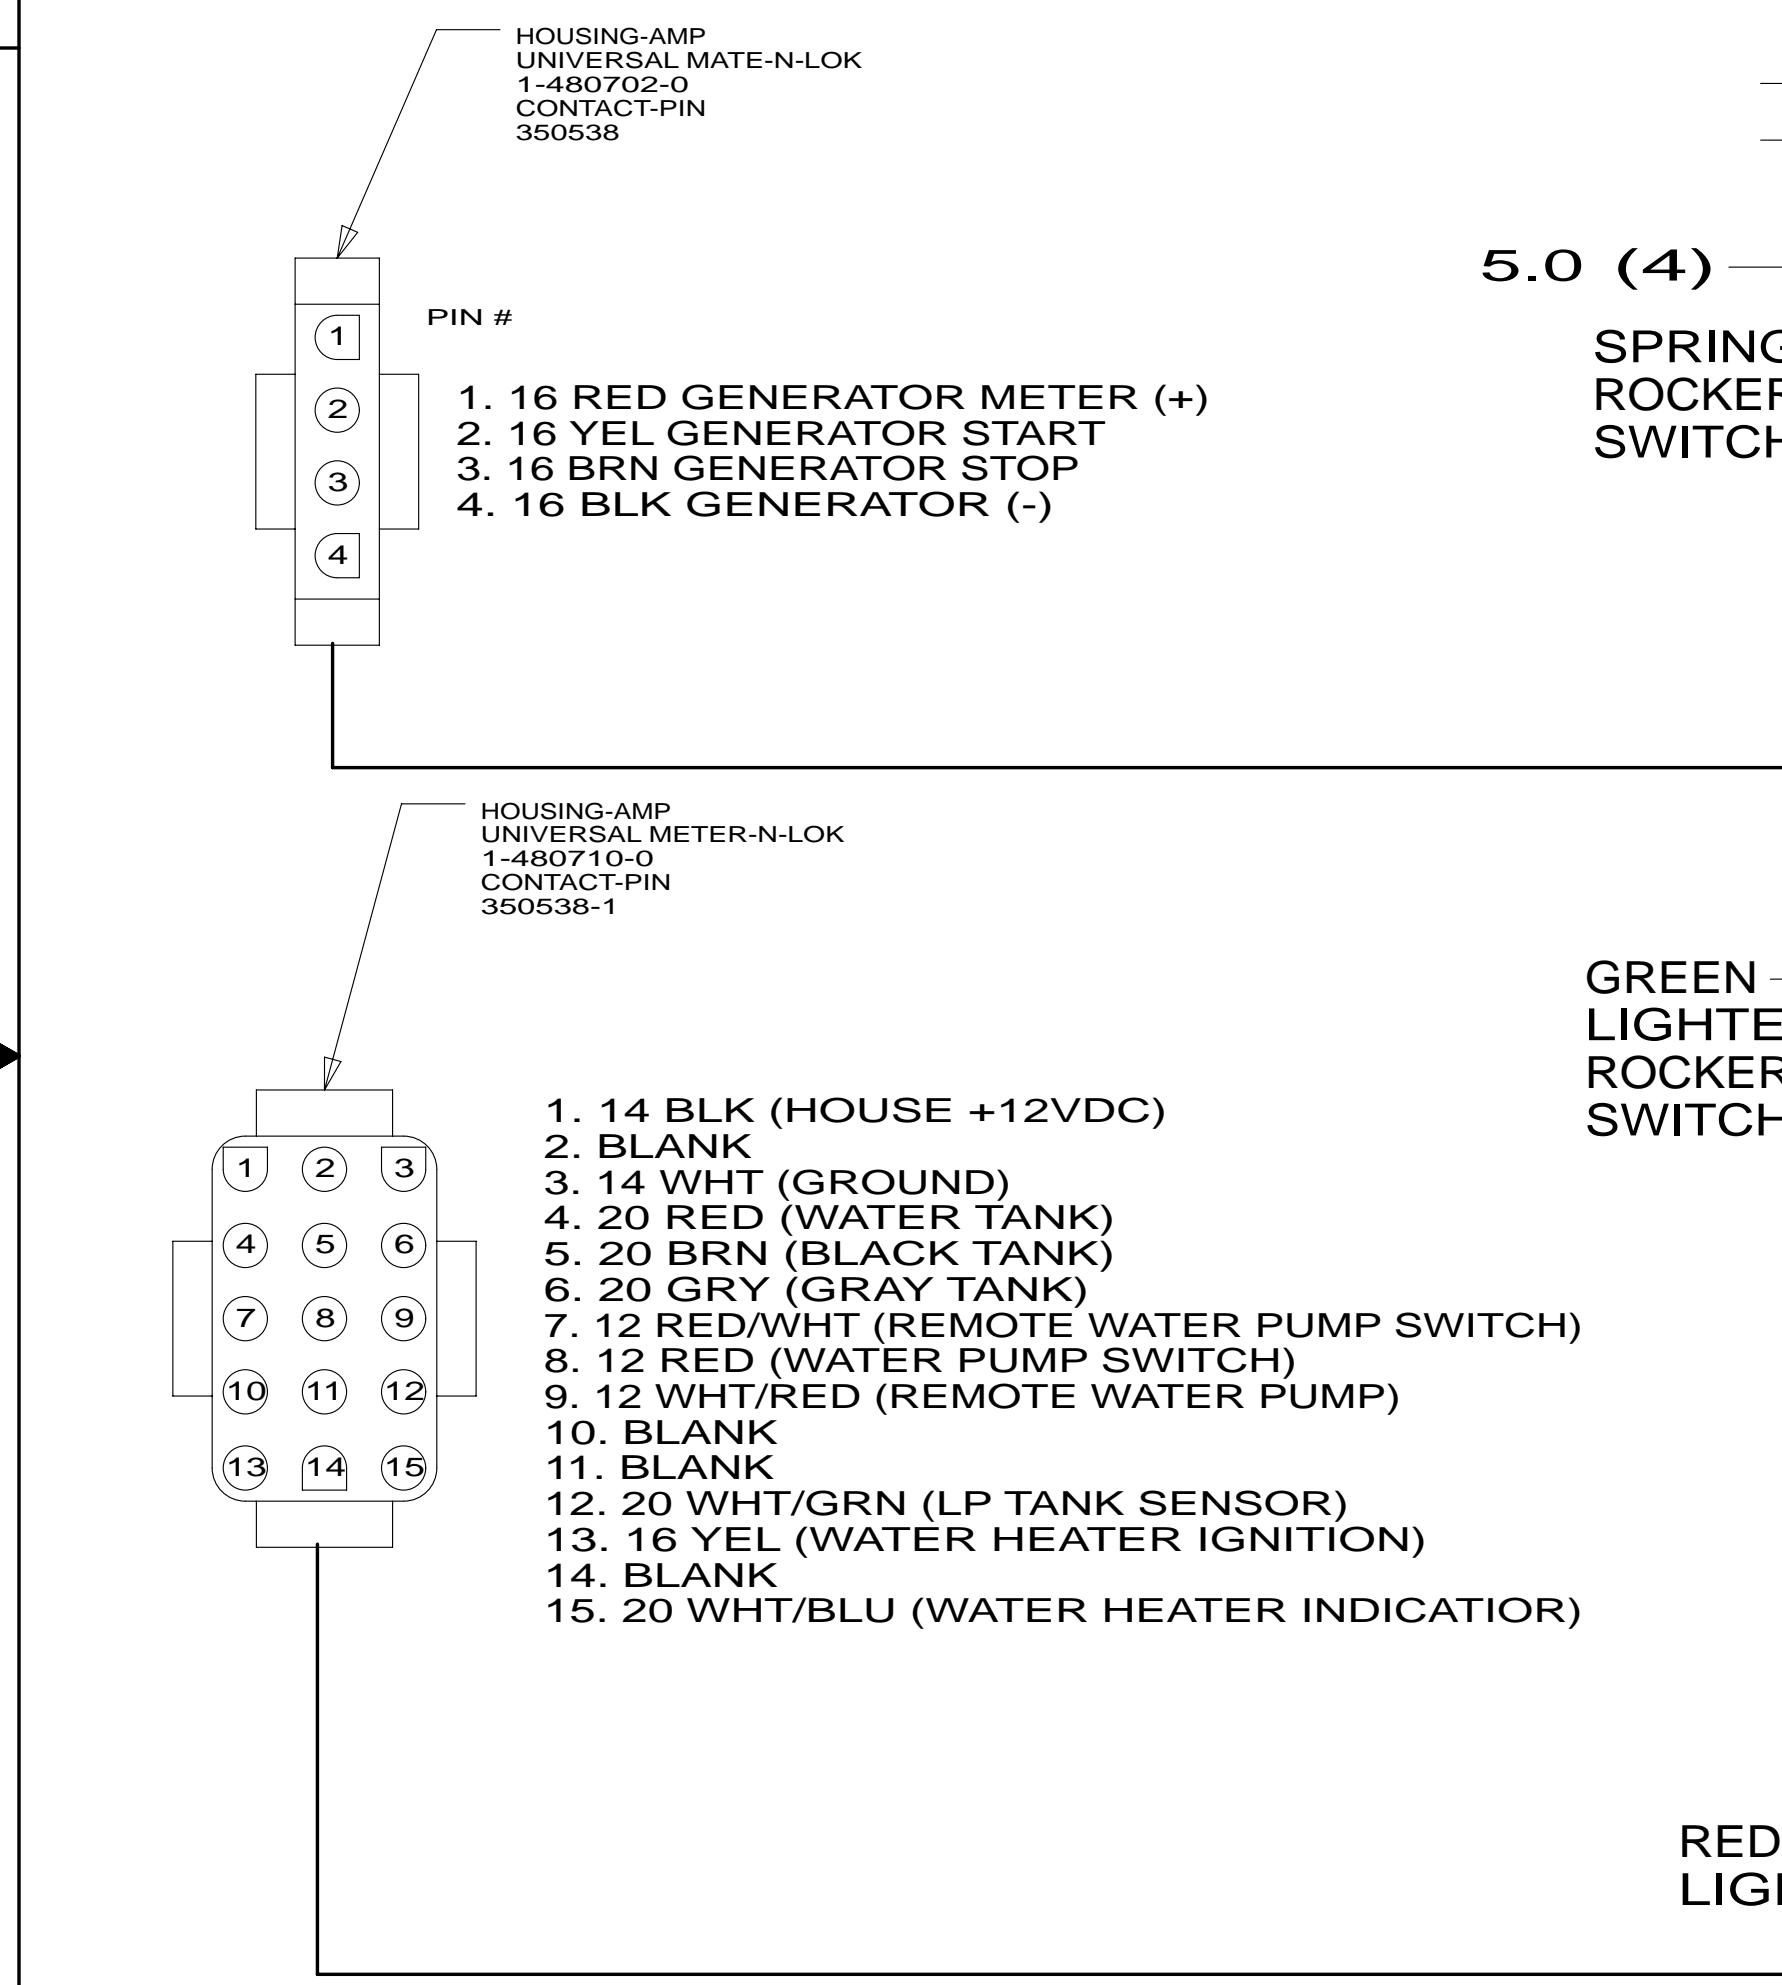 HOUSING-AMP
UNIVERSAL MATE-N-LOK
1-480702-0
CONTACT-PIN
350538
5.0 (4)
SPRING
ROCKER
SWITCH
PIN #
1
2
3
4
1. 16 RED GENERATOR METER (+)
2. 16 YEL GENERATOR START
3. 16 BRN GENERATOR STOP
4. 16 BLK GENERATOR (-)
HOUSING-AMP
UNIVERSAL METER-N-LOK
1-480710-0
CONTACT-PIN
350538-1
GREEN
LIGHTE
ROCKER
SWITCH
1 2 3
4 5 6
7 8 9
10 11 12
13 14 15
1. 14 BLK (HOUSE +12VDC)
2. BLANK
3. 14 WHT (GROUND)
4. 20 RED (WATER TANK)
5. 20 BRN (BLACK TANK)
6. 20 GRY (GRAY TANK)
7. 12 RED/WHT (REMOTE WATER PUMP SWITCH)
8. 12 RED (WATER PUMP SWITCH)
9. 12 WHT/RED (REMOTE WATER PUMP)
10. BLANK
11. BLANK
12. 20 WHT/GRN (LP TANK SENSOR)
13. 16 YEL (WATER HEATER IGNITION)
14. BLANK
15. 20 WHT/BLU (WATER HEATER INDICATIOR)
RED
LIGH